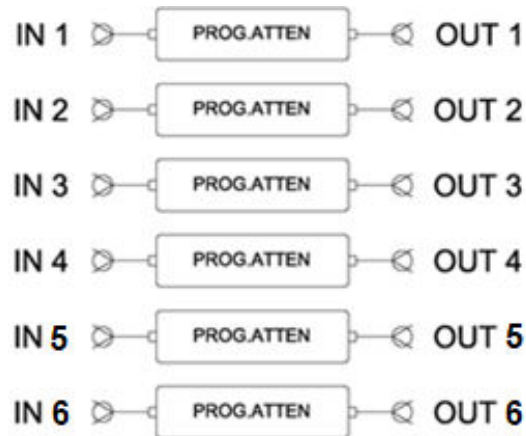 IN 1 PROG.ATTEN OUT 1
IN 2 PROG.ATTEN OUT 2
IN 3 PROG.ATTEN OUT 3
IN 4 PROG.ATTEN OUT 4
IN 5 PROG.ATTEN OUT 5
IN 6 PROG.ATTEN OUT 6